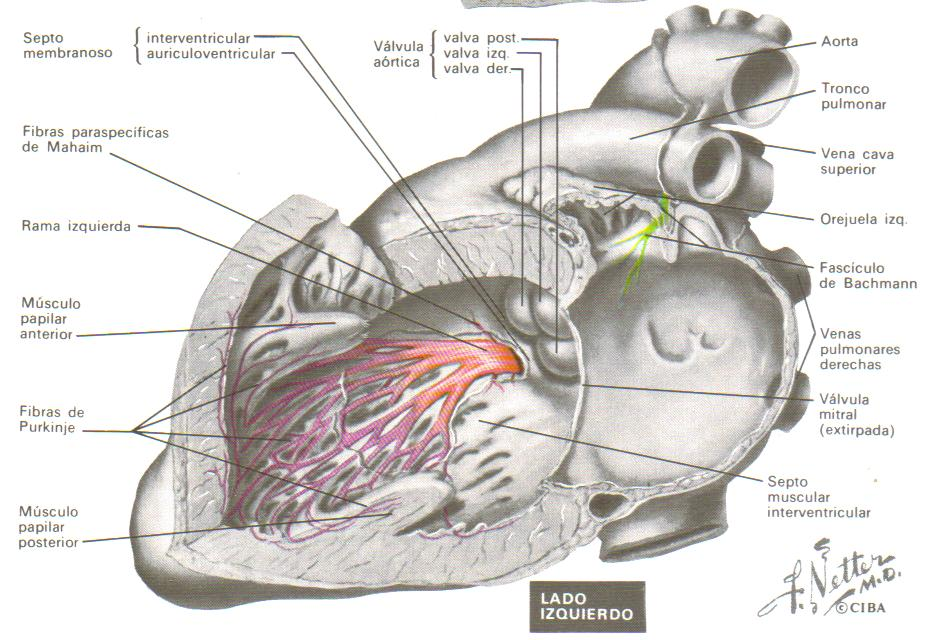 Septo
membranoso
interventricular
auriculoventricular
Válvula
aórtica
valva post.
valva izq.
valva der.
Aorta
Tronco
pulmonar
Fibras paraspecíficas
de Mahaim
Vena cava
superior
Rama izquierda
Orejuela izq.
Fascículo
de Bachmann
Músculo
papilar
anterior
Venas
pulmonares
derechas
Fibras de
Purkinje
Válvula
mitral
(extirpada)
Septo
muscular
interventricular
Músculo
papilar
posterior
LADO
IZQUIERDO
F. Netter
M.D.
©CIBA